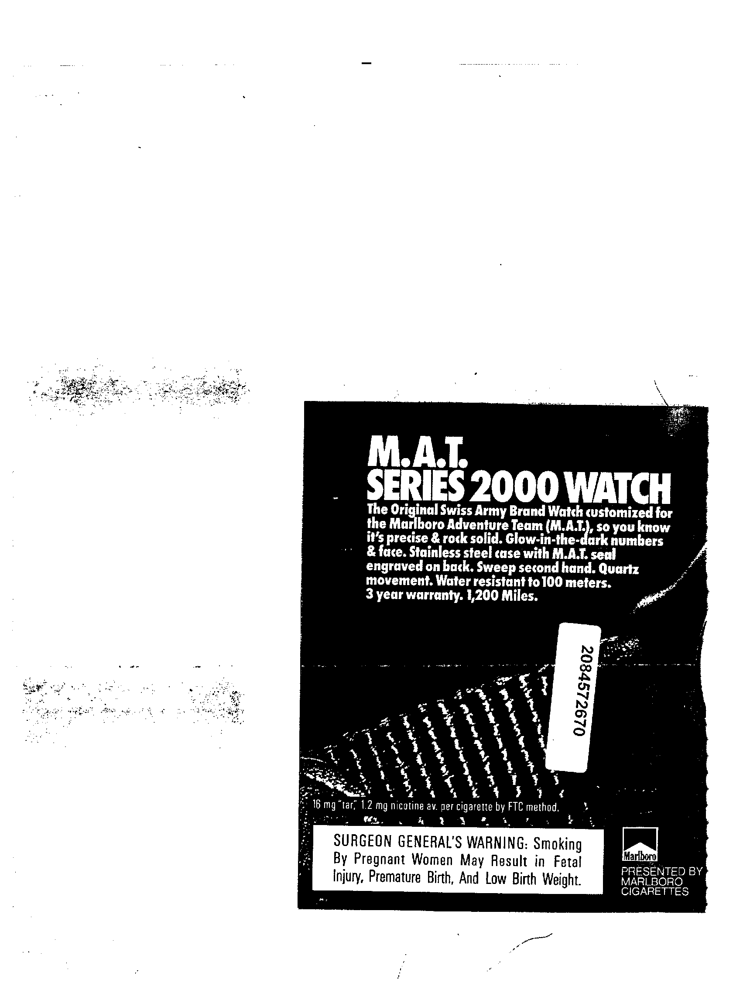 M.A.T.
SERIES 2000 WATCH
The Original Swiss Army Brand Watch customized for
the Marlboro Adventure Team (M.A.T.), so you know
it's precise & rock solid. Glow-in-the-dark numbers
& face. Stainless steel case with M.A.T. seal
engraved on back. Sweep second hand. Quartz
movement. Water resistant to 100 meters.
3 year warranty. 1,200 Miles.
2084572670
16 mg "tar," 1.2 mg nicotine av. per cigarette by FTC method.
SURGEON GENERAL'S WARNING: Smoking
By Pregnant Women May Result in Fetal
Injury, Premature Birth, And Low Birth Weight.
Marlboro
PRESENTED BY
MARLBORO
CIGARETTES